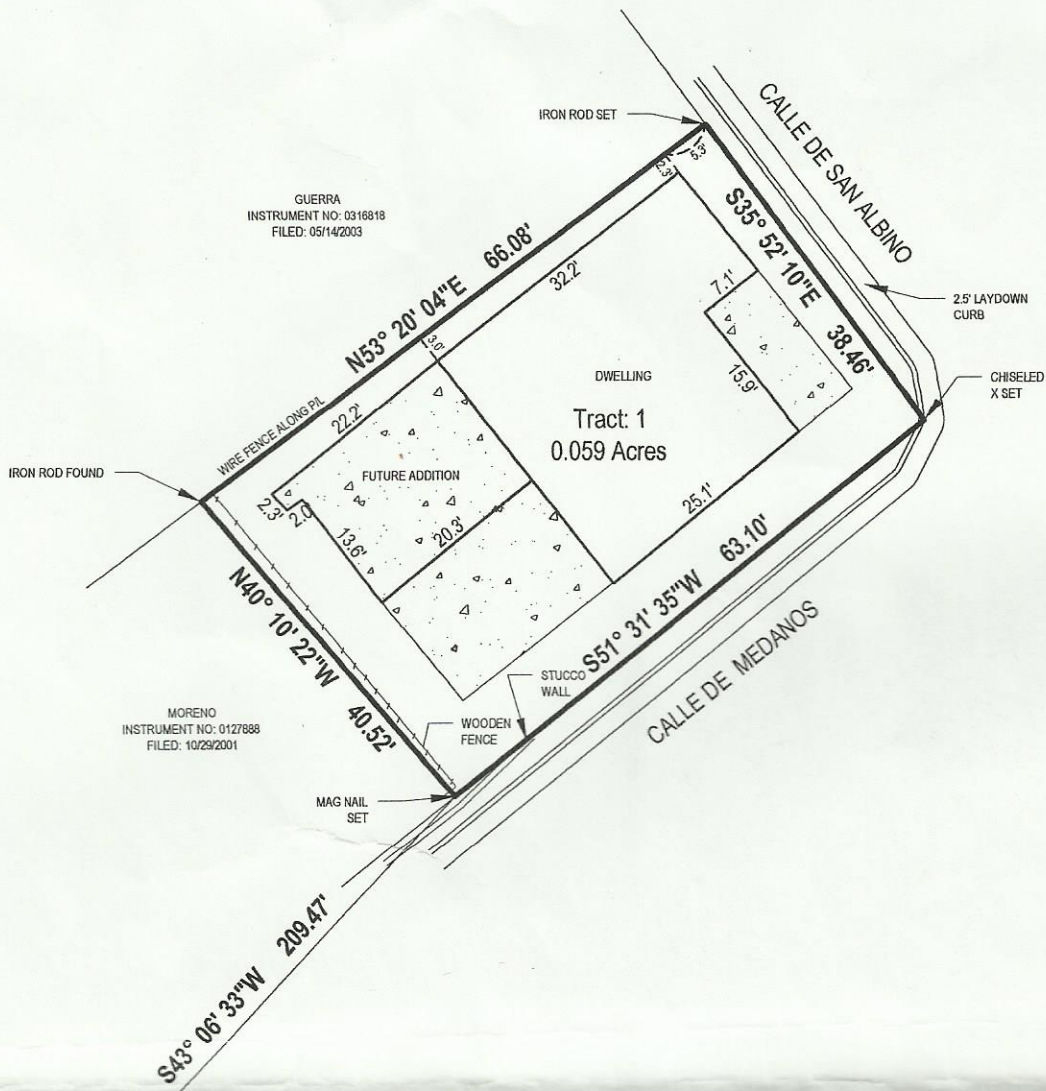 IRON ROD SET
CALLE DE SAN ALBINO
GUERRA
INSTRUMENT NO: 0316818
FILED: 05/14/2003
5.3'
2.3'
N53° 20' 04"E 66.08'
S35° 52' 10"E 38.46'
32.2'
7.1'
2.5' LAYDOWN
CURB
3.0'
15.9'
DWELLING
CHISELED
X SET
Tract: 1
0.059 Acres
WIRE FENCE ALONG P/L
22.2'
IRON ROD FOUND
FUTURE ADDITION
2.3'
2.0
13.6'
20.3'
25.1'
S51° 31' 35"W 63.10'
N40° 10' 22"W 40.52'
STUCCO
WALL
CALLE DE MEDANOS
MORENO
INSTRUMENT NO: 0127888
FILED: 10/29/2001
WOODEN
FENCE
MAG NAIL
SET
S43° 06' 33"W 209.47'